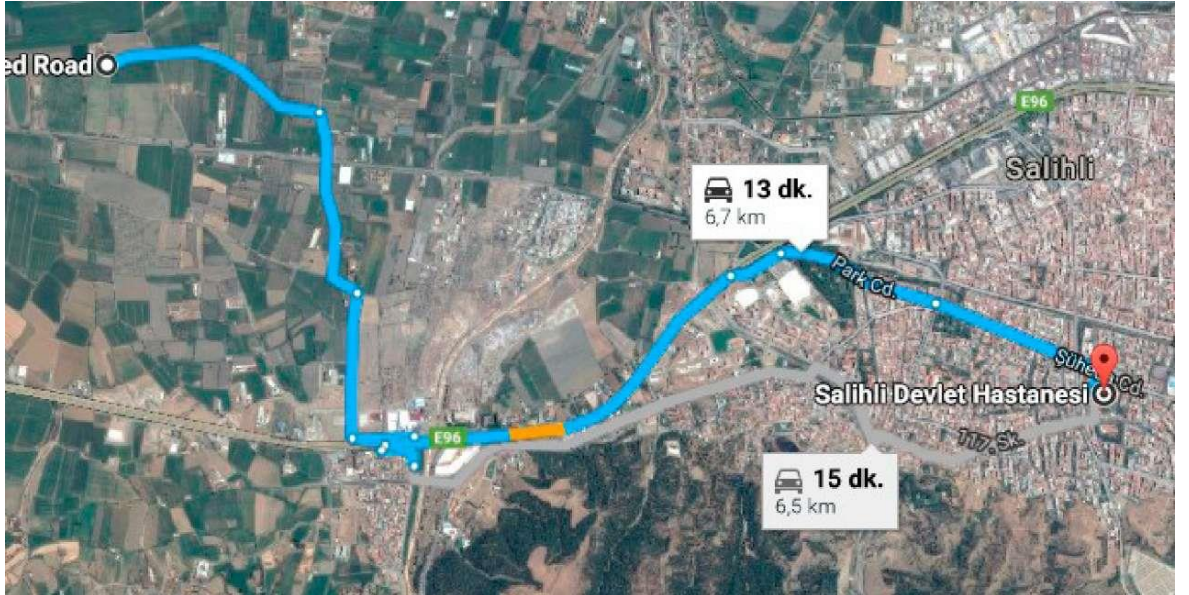 ed Road
E96
Salihli
13 dk.
6,7 km
Park Cd.
Cd.
Salihli Devlet Hastanesi
E96
117. Sk.
15 dk.
6,5 km